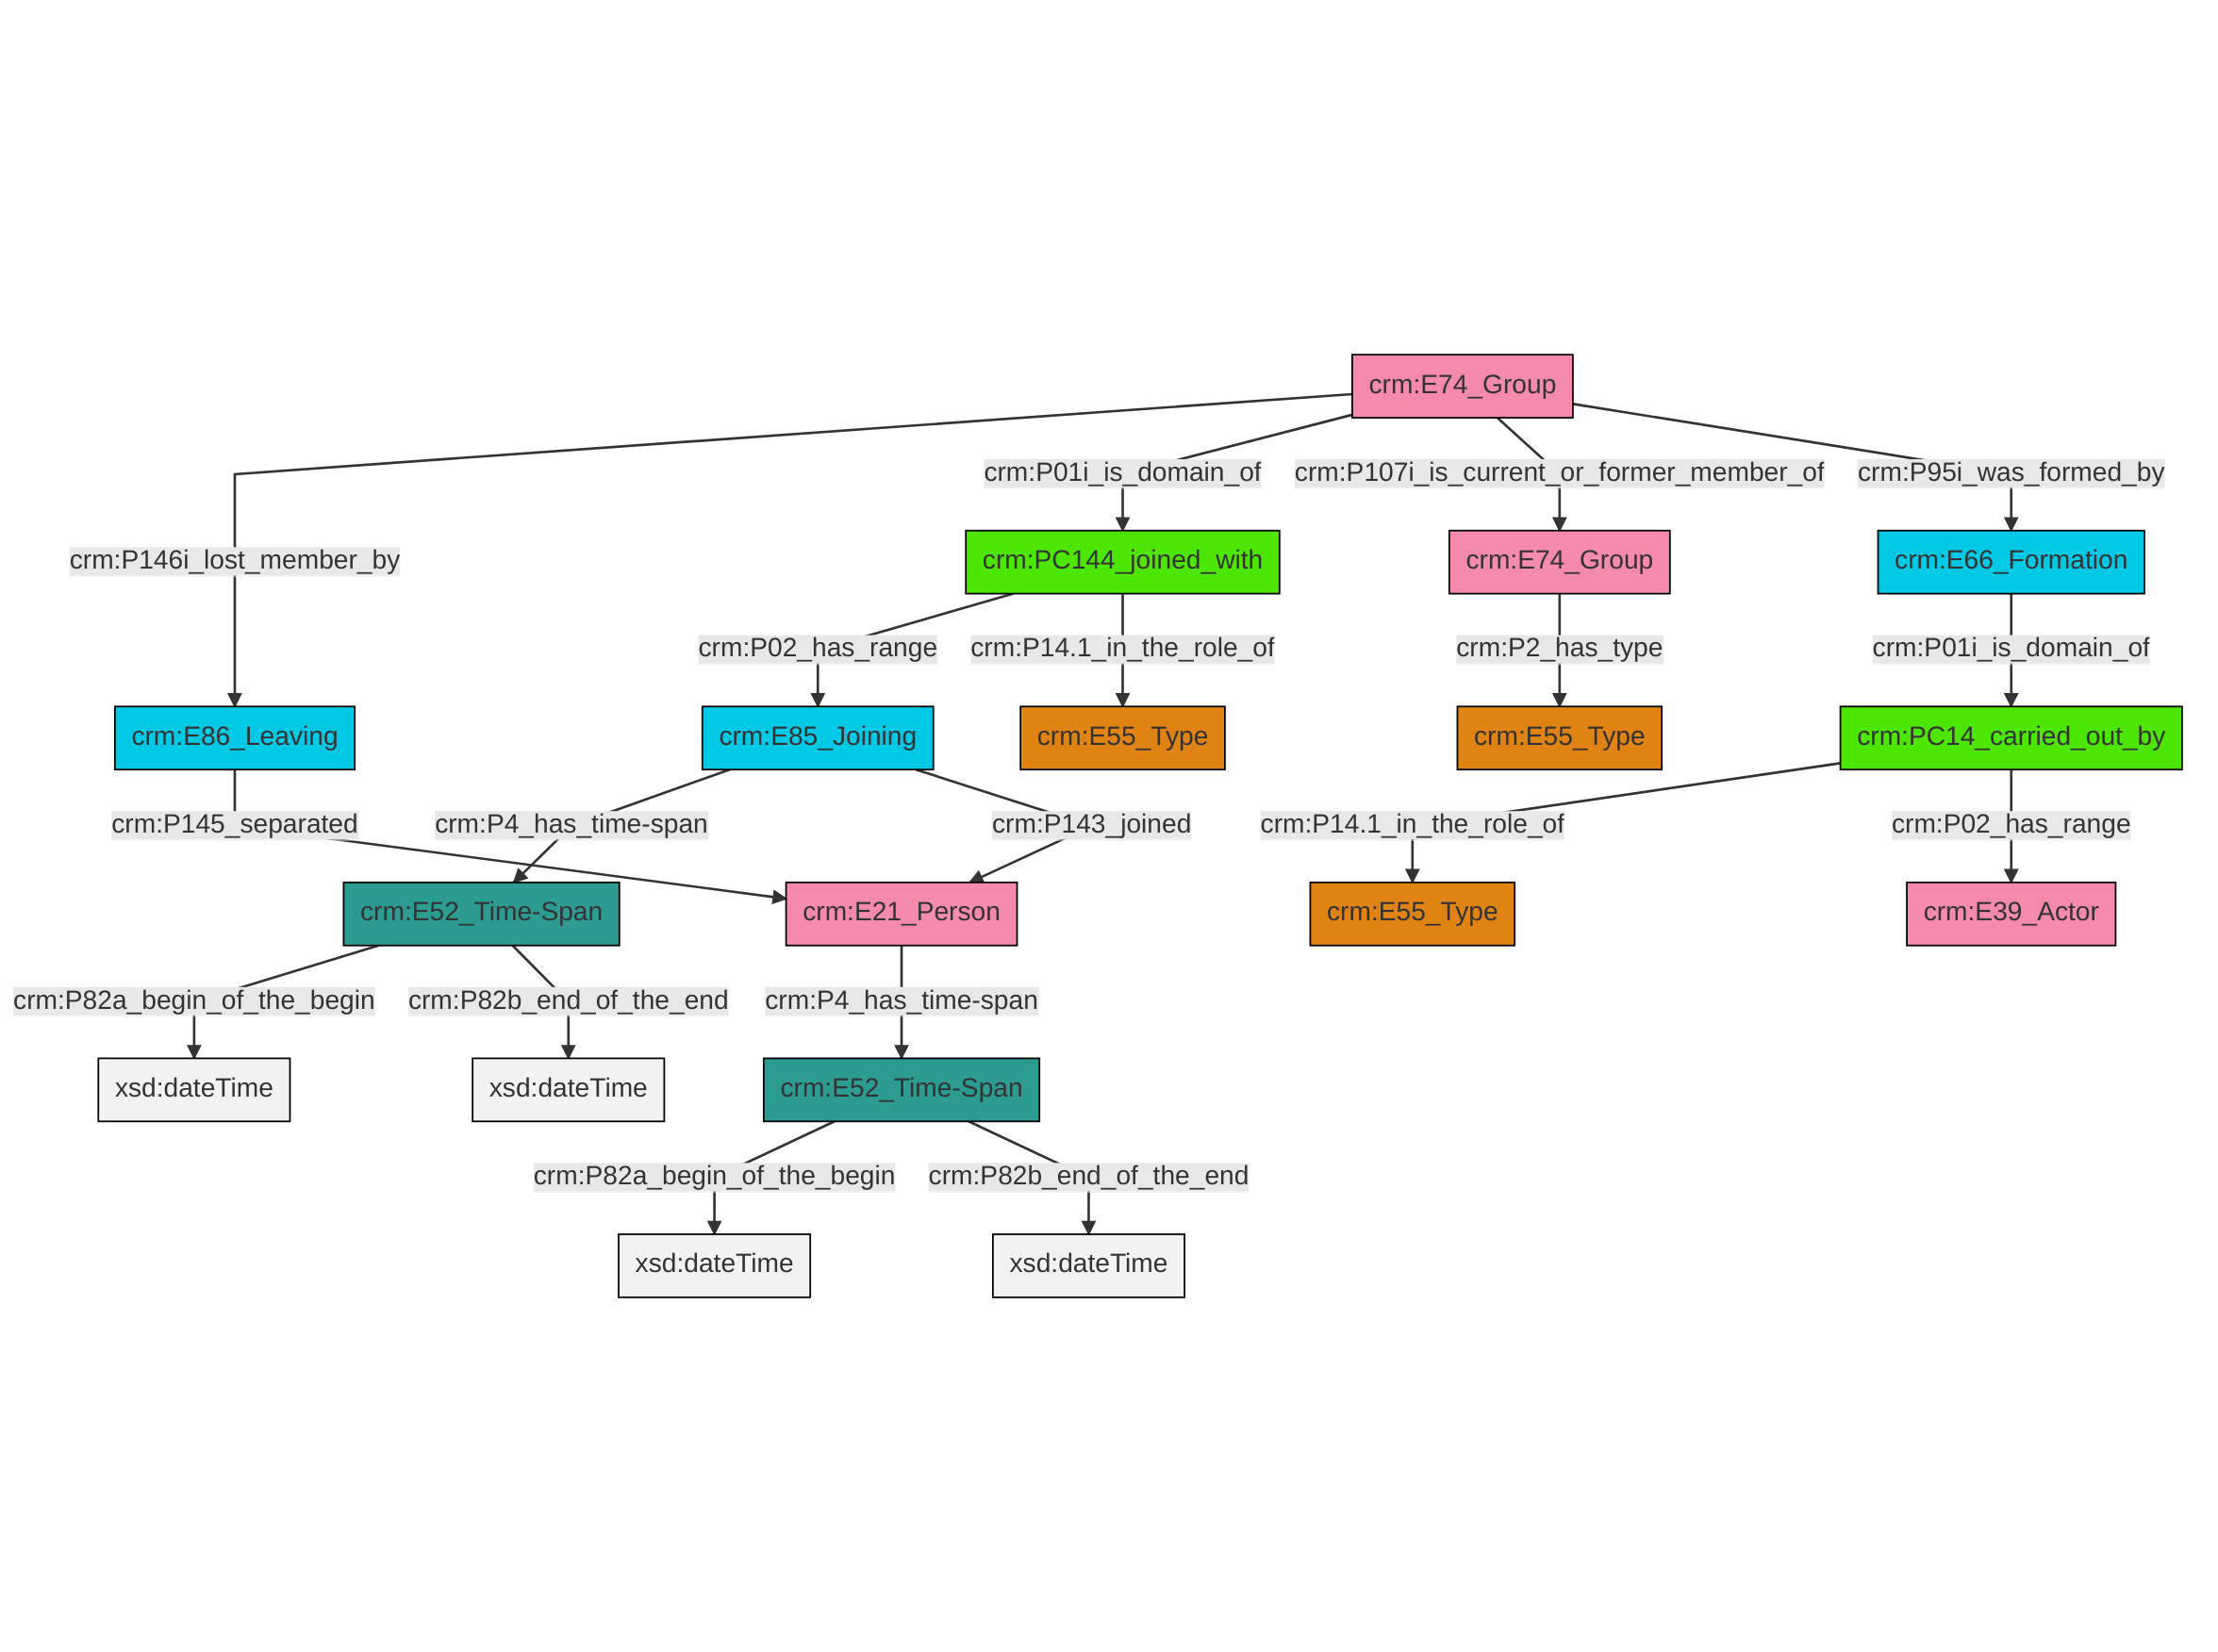 crm:E74_Group
crm:P01i_is_domain_of
crm:P107i_is_current_or_former_member_of
crm:P95i_was_formed_by
crm:P146i_lost_member_by
crm:PC144_joined_with
crm:E74_Group
crm:E66_Formation
crm:P02_has_range
crm:P14.1_in_the_role_of
crm:P2_has_type
crm:P01i_is_domain_of
crm:E86_Leaving
crm:E85_Joining
crm:E55_Type
crm:E55_Type
crm:PC14_carried_out_by
crm:P145_separated
crm:P4_has_time-span
crm:P143_joined
crm:P14.1_in_the_role_of
crm:P02_has_range
crm:E52_Time-Span
crm:E21_Person
crm:E55_Type
crm:E39_Actor
crm:P82a_begin_of_the_begin
crm:P82b_end_of_the_end
crm:P4_has_time-span
xsd:dateTime
xsd:dateTime
crm:E52_Time-Span
crm:P82a_begin_of_the_begin
crm:P82b_end_of_the_end
xsd:dateTime
xsd:dateTime